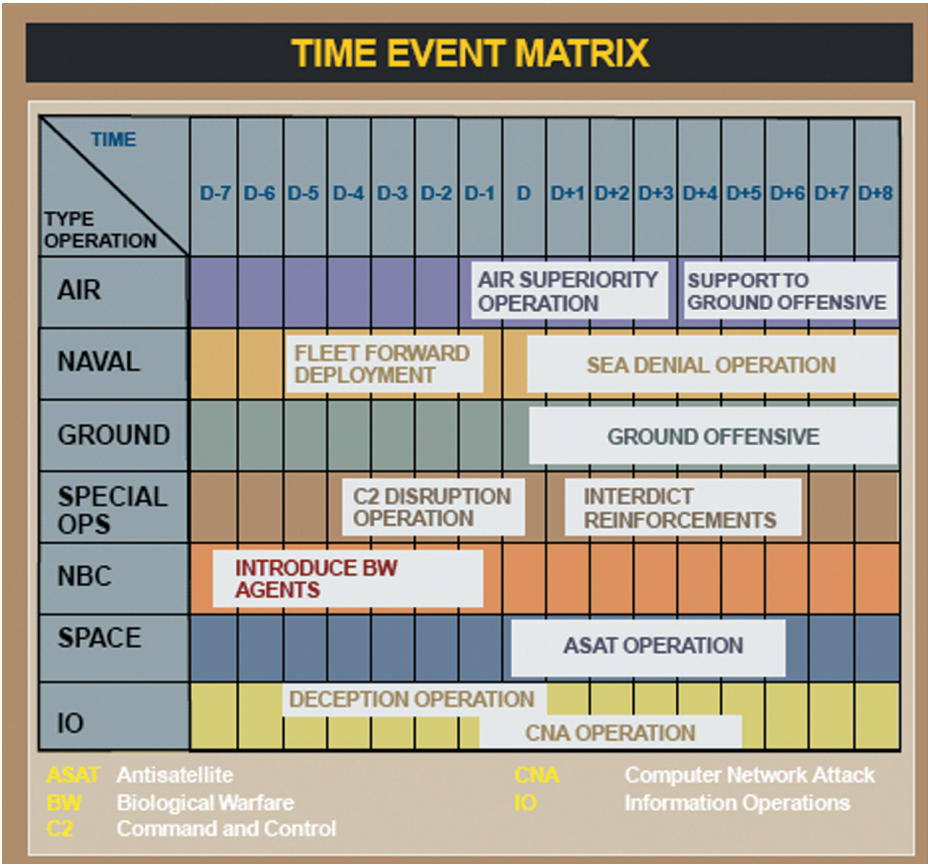 TIME EVENT MATRIX
TIME
TYPE
OPERATION
D-7 D-6 D-5 D-4 D-3 D-2 D-1 D D+1 D+2 D+3 D+4 D+5 D+6 D+7 D+8
AIR
AIR SUPERIORITY
OPERATION
SUPPORT TO
GROUND OFFENSIVE
NAVAL
FLEET FORWARD
DEPLOYMENT
SEA DENIAL OPERATION
GROUND
GROUND OFFENSIVE
SPECIAL
OPS
C2 DISRUPTION
OPERATION
INTERDICT
REINFORCEMENTS
NBC
INTRODUCE BW
AGENTS
SPACE
ASAT OPERATION
IO
DECEPTION OPERATION
CNA OPERATION
ASAT Antisatellite
BW Biological Warfare
C2 Command and Control
CNA Computer Network Attack
IO Information Operations